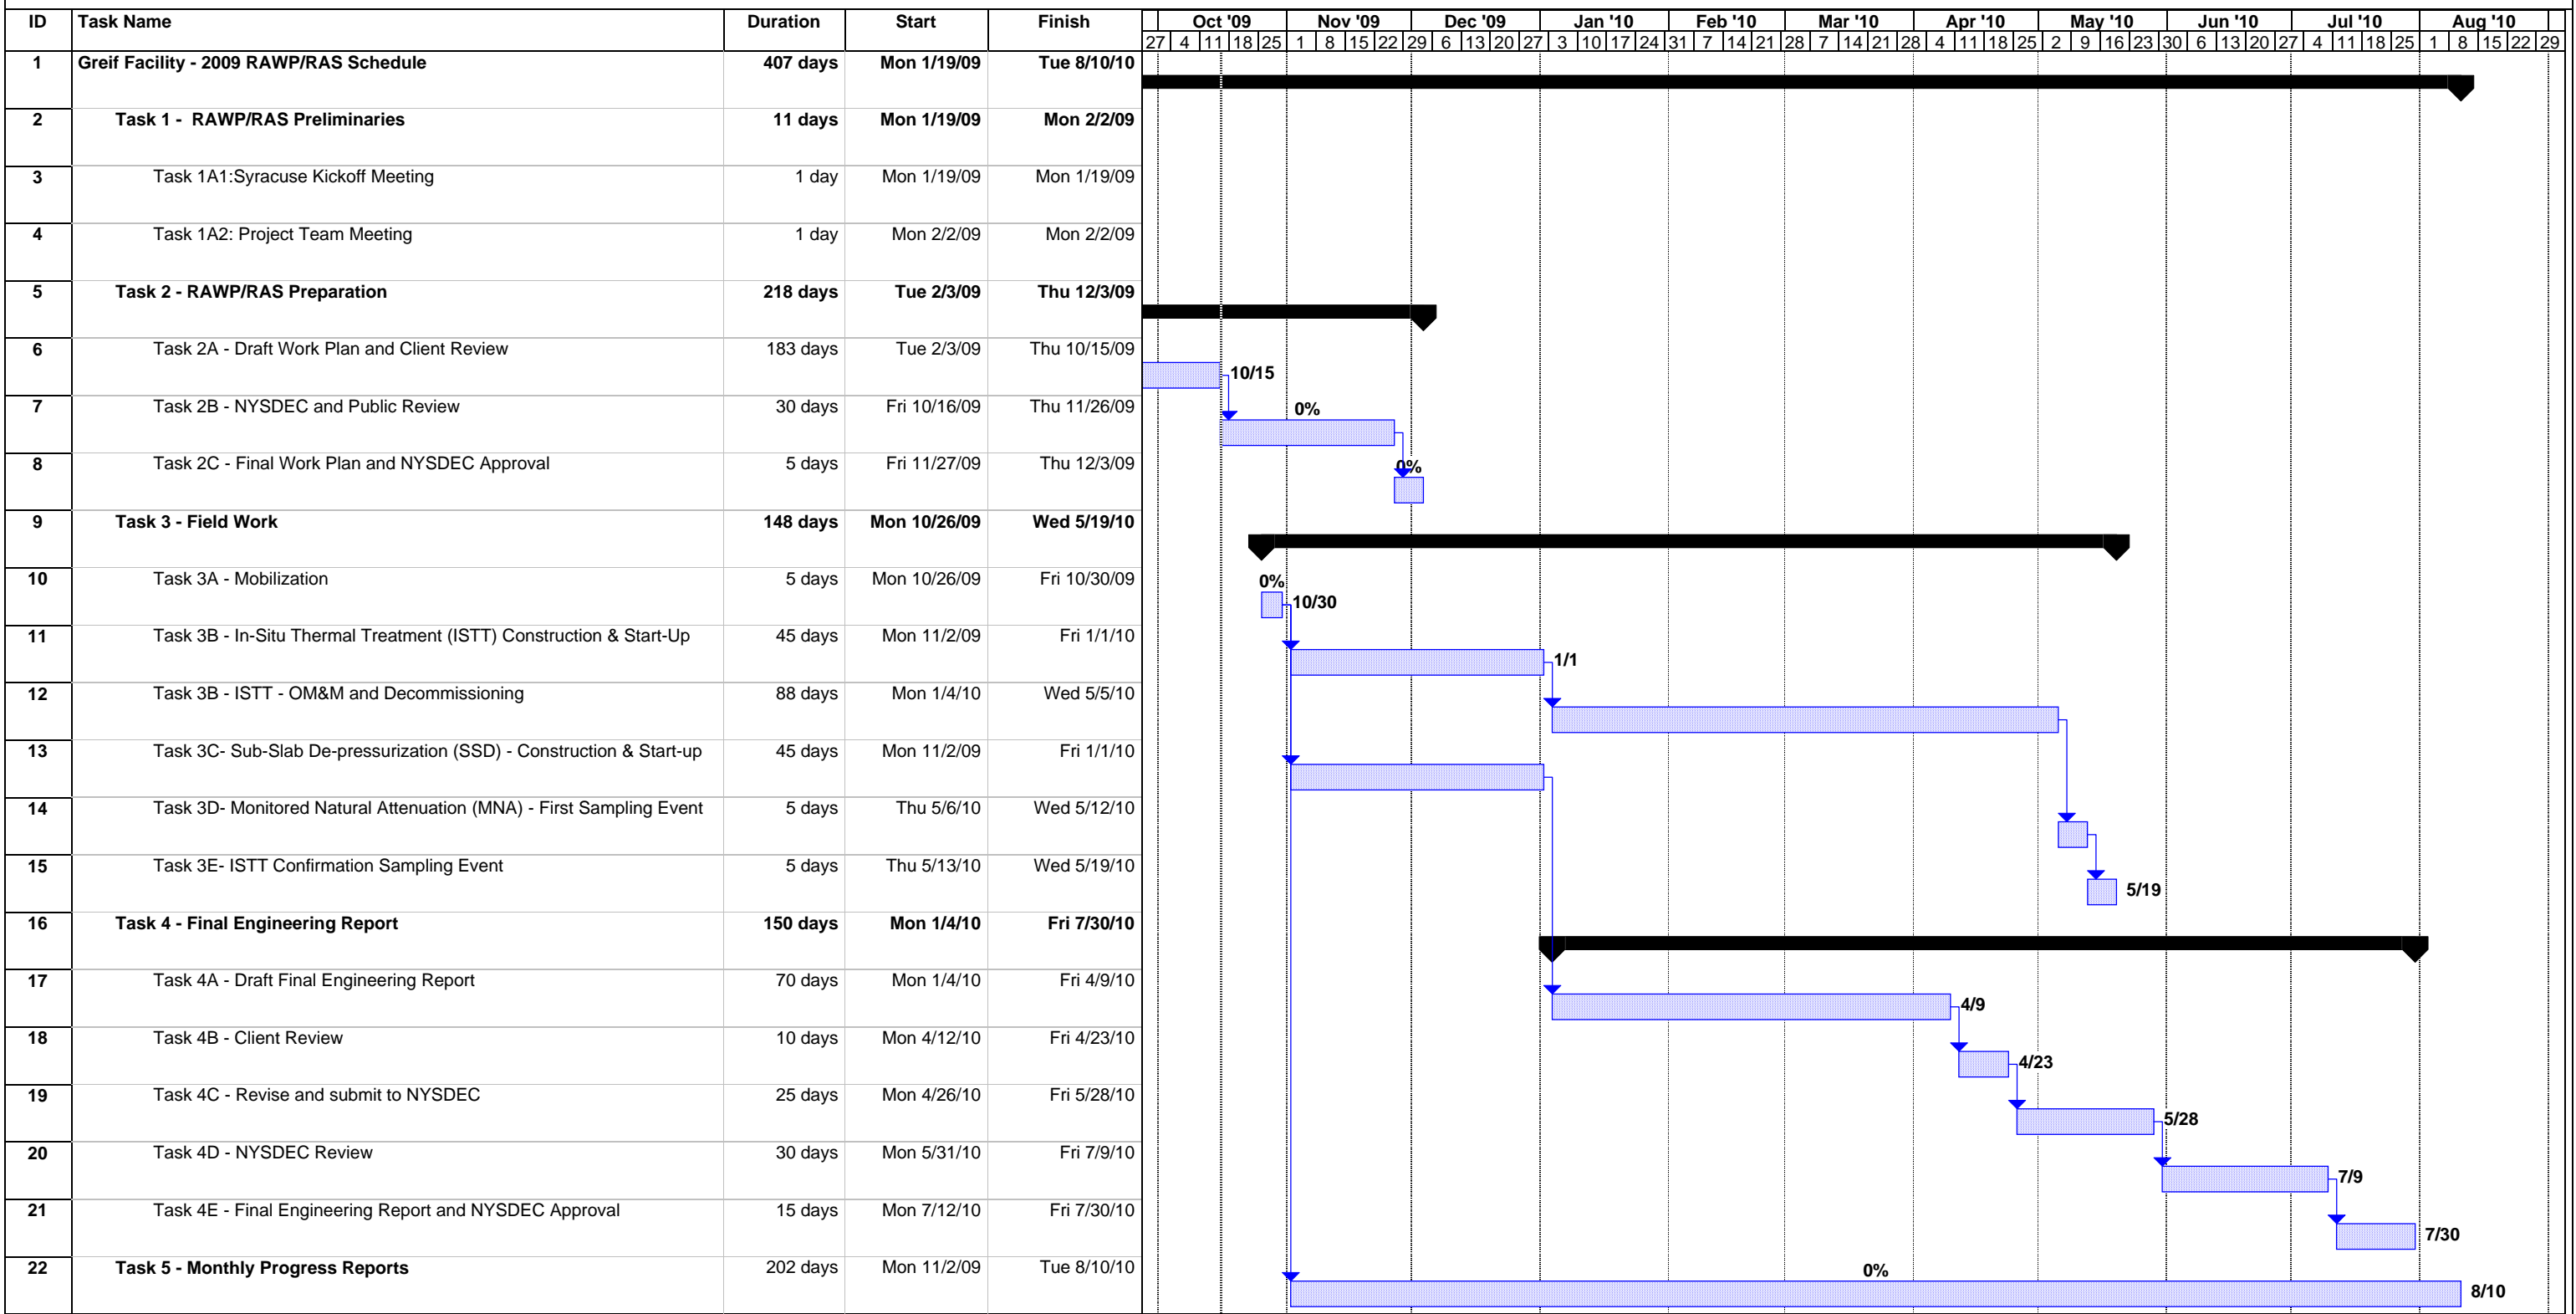 ID Task Name Duration Start Finish Oct '09 Nov '09 Dec '09 Jan '10 Feb '10 Mar '10 Apr '10 May '10 Jun '10 Jul '10 Aug '10
27 4 11 18 25 1 8 15 22 29 6 13 20 27 3 10 17 24 31 7 14 21 28 7 14 21 28 4 11 18 25 2 9 16 23 30 6 13 20 27 4 11 18 25 1 8 15 22 29
1 Greif Facility - 2009 RAWP/RAS Schedule 407 days Mon 1/19/09 Tue 8/10/10
2 Task 1 - RAWP/RAS Preliminaries 11 days Mon 1/19/09 Mon 2/2/09
3 Task 1A1:Syracuse Kickoff Meeting 1 day Mon 1/19/09 Mon 1/19/09
4 Task 1A2: Project Team Meeting 1 day Mon 2/2/09 Mon 2/2/09
5 Task 2 - RAWP/RAS Preparation 218 days Tue 2/3/09 Thu 12/3/09
6 Task 2A - Draft Work Plan and Client Review 183 days Tue 2/3/09 Thu 10/15/09
10/15
7 Task 2B - NYSDEC and Public Review 30 days Fri 10/16/09 Thu 11/26/09 0%
8 Task 2C - Final Work Plan and NYSDEC Approval 5 days Fri 11/27/09 Thu 12/3/09 0%
9 Task 3 - Field Work 148 days Mon 10/26/09 Wed 5/19/10
10 Task 3A - Mobilization 5 days Mon 10/26/09 Fri 10/30/09 0%
10/30
11 Task 3B - In-Situ Thermal Treatment (ISTT) Construction & Start-Up 45 days Mon 11/2/09 Fri 1/1/10
1/1
12 Task 3B - ISTT - OM&M and Decommissioning 88 days Mon 1/4/10 Wed 5/5/10
13 Task 3C- Sub-Slab De-pressurization (SSD) - Construction & Start-up 45 days Mon 11/2/09 Fri 1/1/10
14 Task 3D- Monitored Natural Attenuation (MNA) - First Sampling Event 5 days Thu 5/6/10 Wed 5/12/10
15 Task 3E- ISTT Confirmation Sampling Event 5 days Thu 5/13/10 Wed 5/19/10
5/19
16 Task 4 - Final Engineering Report 150 days Mon 1/4/10 Fri 7/30/10
17 Task 4A - Draft Final Engineering Report 70 days Mon 1/4/10 Fri 4/9/10
4/9
18 Task 4B - Client Review 10 days Mon 4/12/10 Fri 4/23/10
4/23
19 Task 4C - Revise and submit to NYSDEC 25 days Mon 4/26/10 Fri 5/28/10
5/28
20 Task 4D - NYSDEC Review 30 days Mon 5/31/10 Fri 7/9/10
7/9
21 Task 4E - Final Engineering Report and NYSDEC Approval 15 days Mon 7/12/10 Fri 7/30/10
7/30
22 Task 5 - Monthly Progress Reports 202 days Mon 11/2/09 Tue 8/10/10 0%
8/10